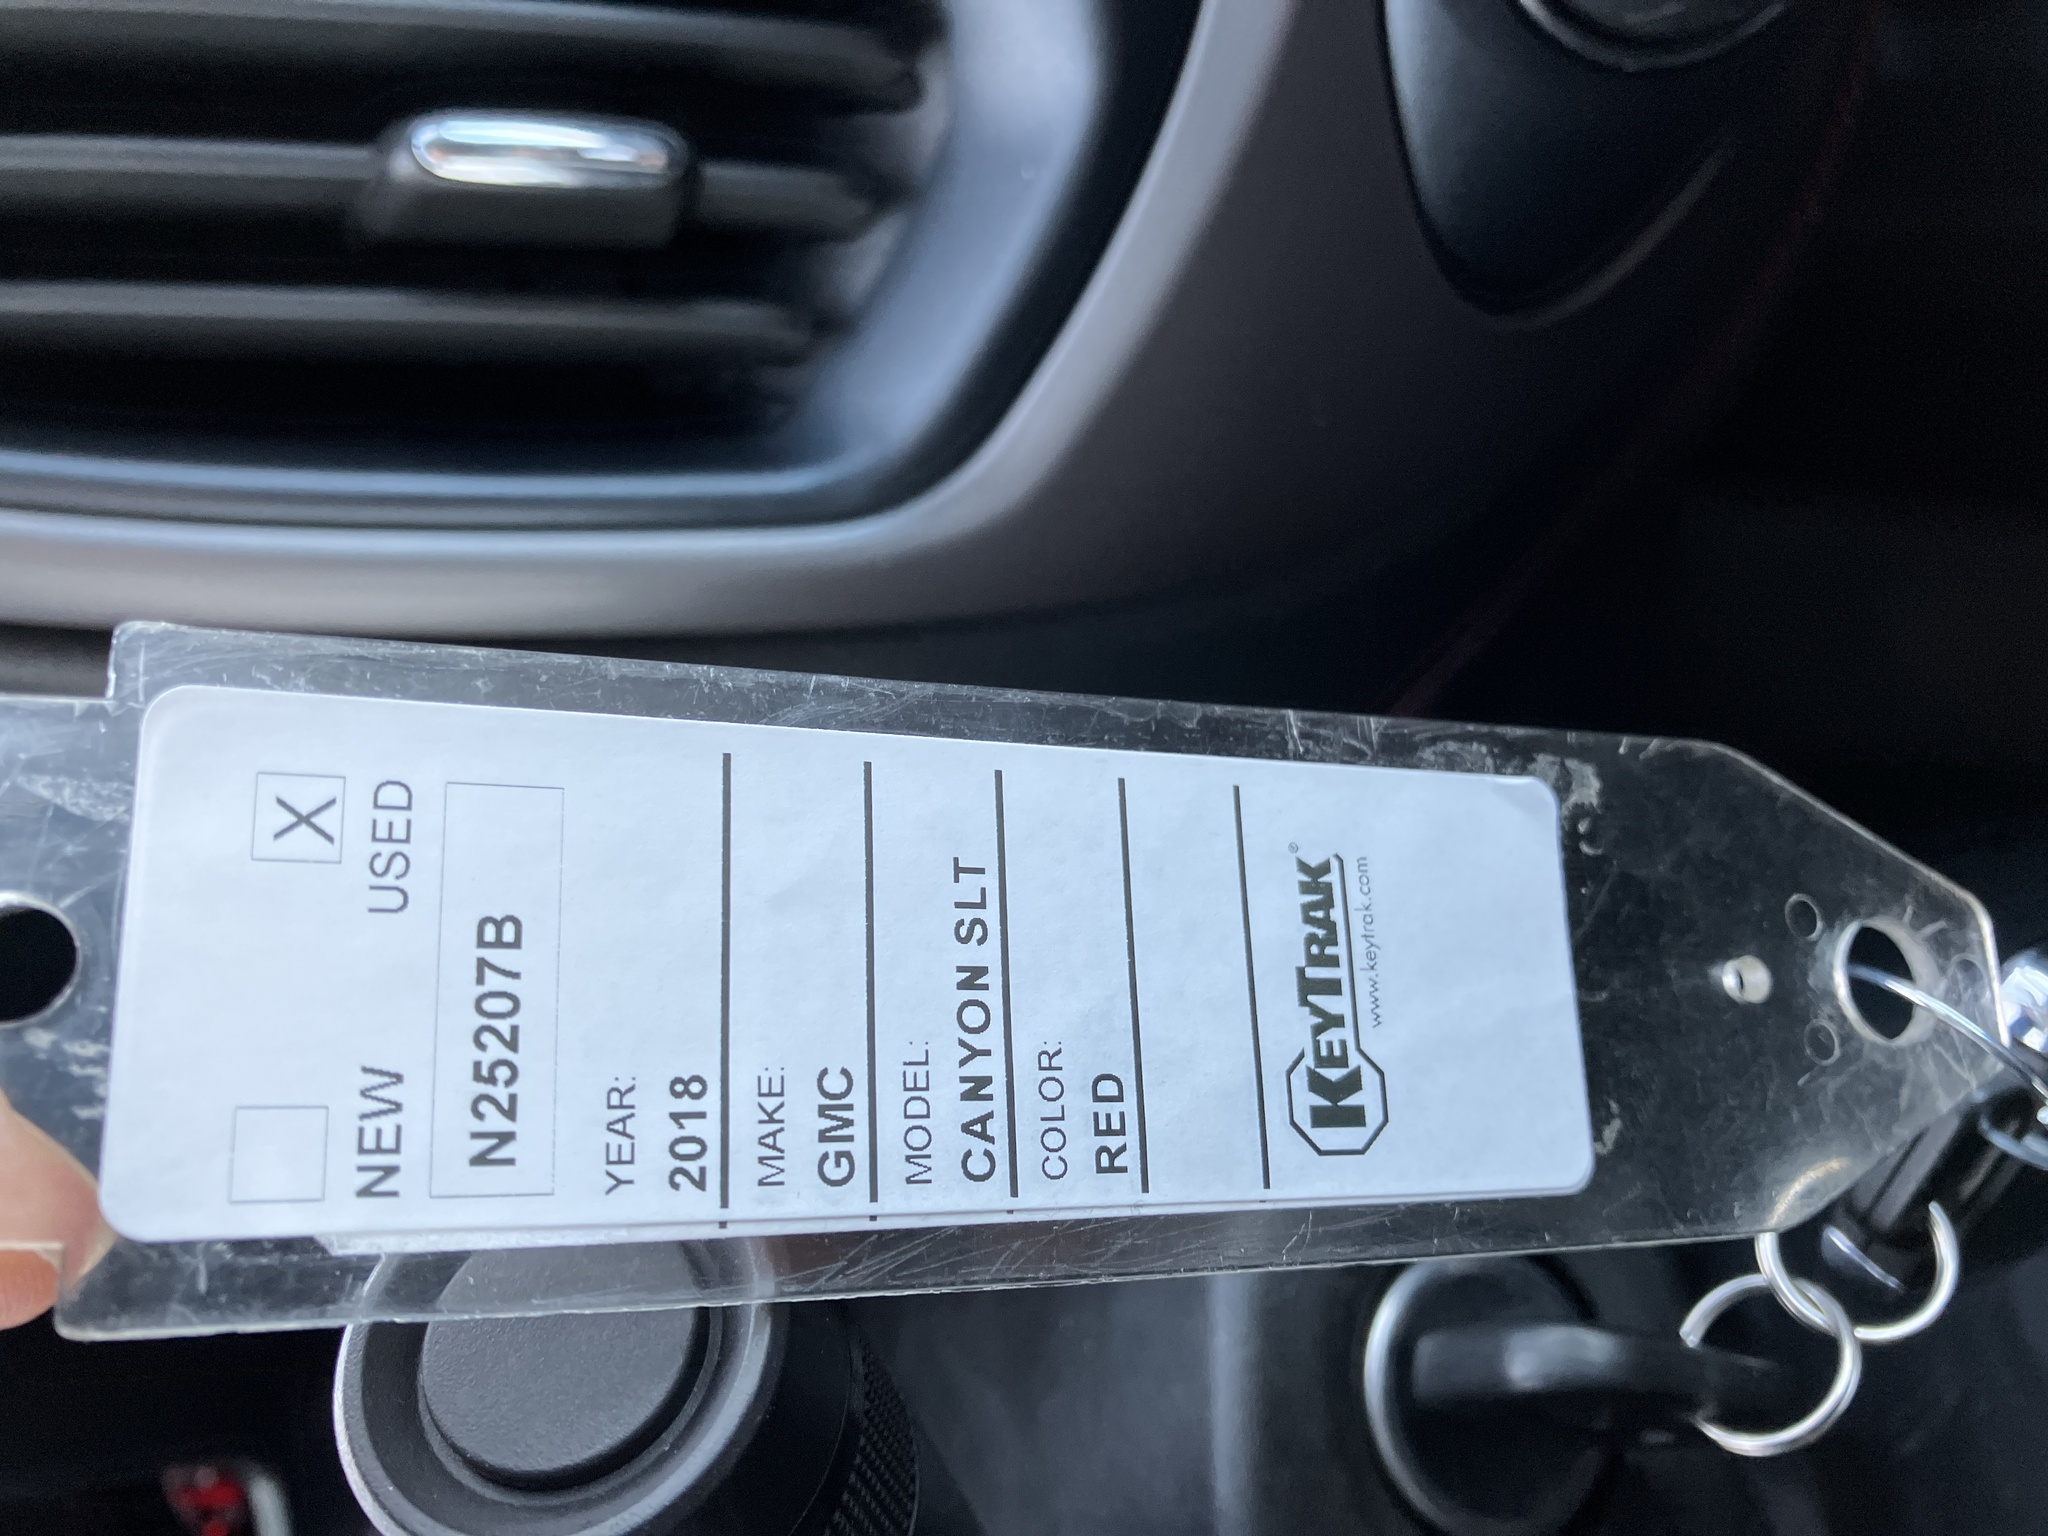 X
NEW USED
N25207B
YEAR:
2018
MAKE:
GMC
MODEL:
CANYON SLT
COLOR:
RED
KEYTRAK®
www.keytrak.com